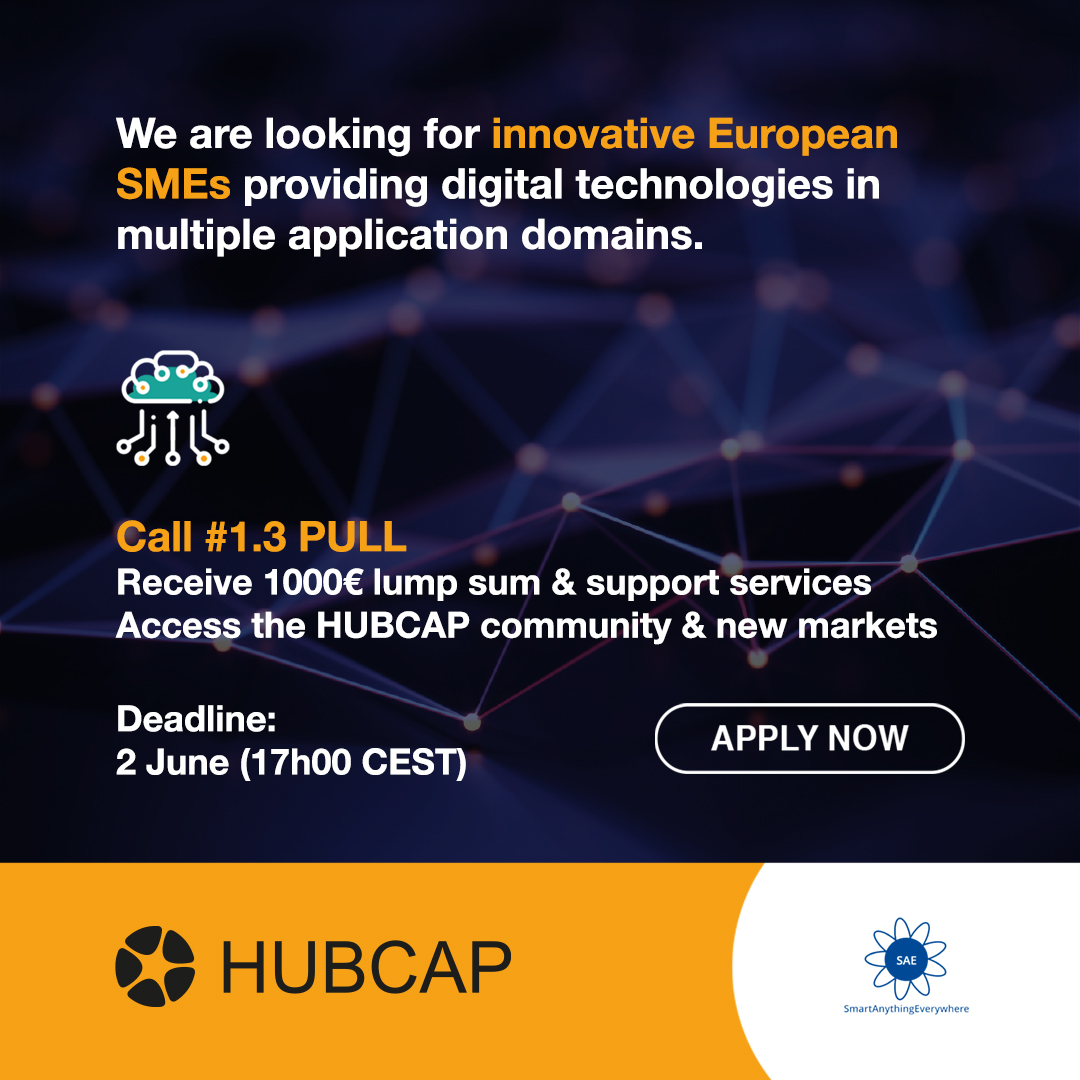 We are looking for innovative European
SMEs providing digital technologies in
multiple application domains.
Call #1.3 PULL
Receive 1000€ lump sum & support services
Access the HUBCAP community & new markets
Deadline:
2 June (17h00 CEST)
APPLY NOW
HUBCAP
SAE
SmartAnythingEverywhere